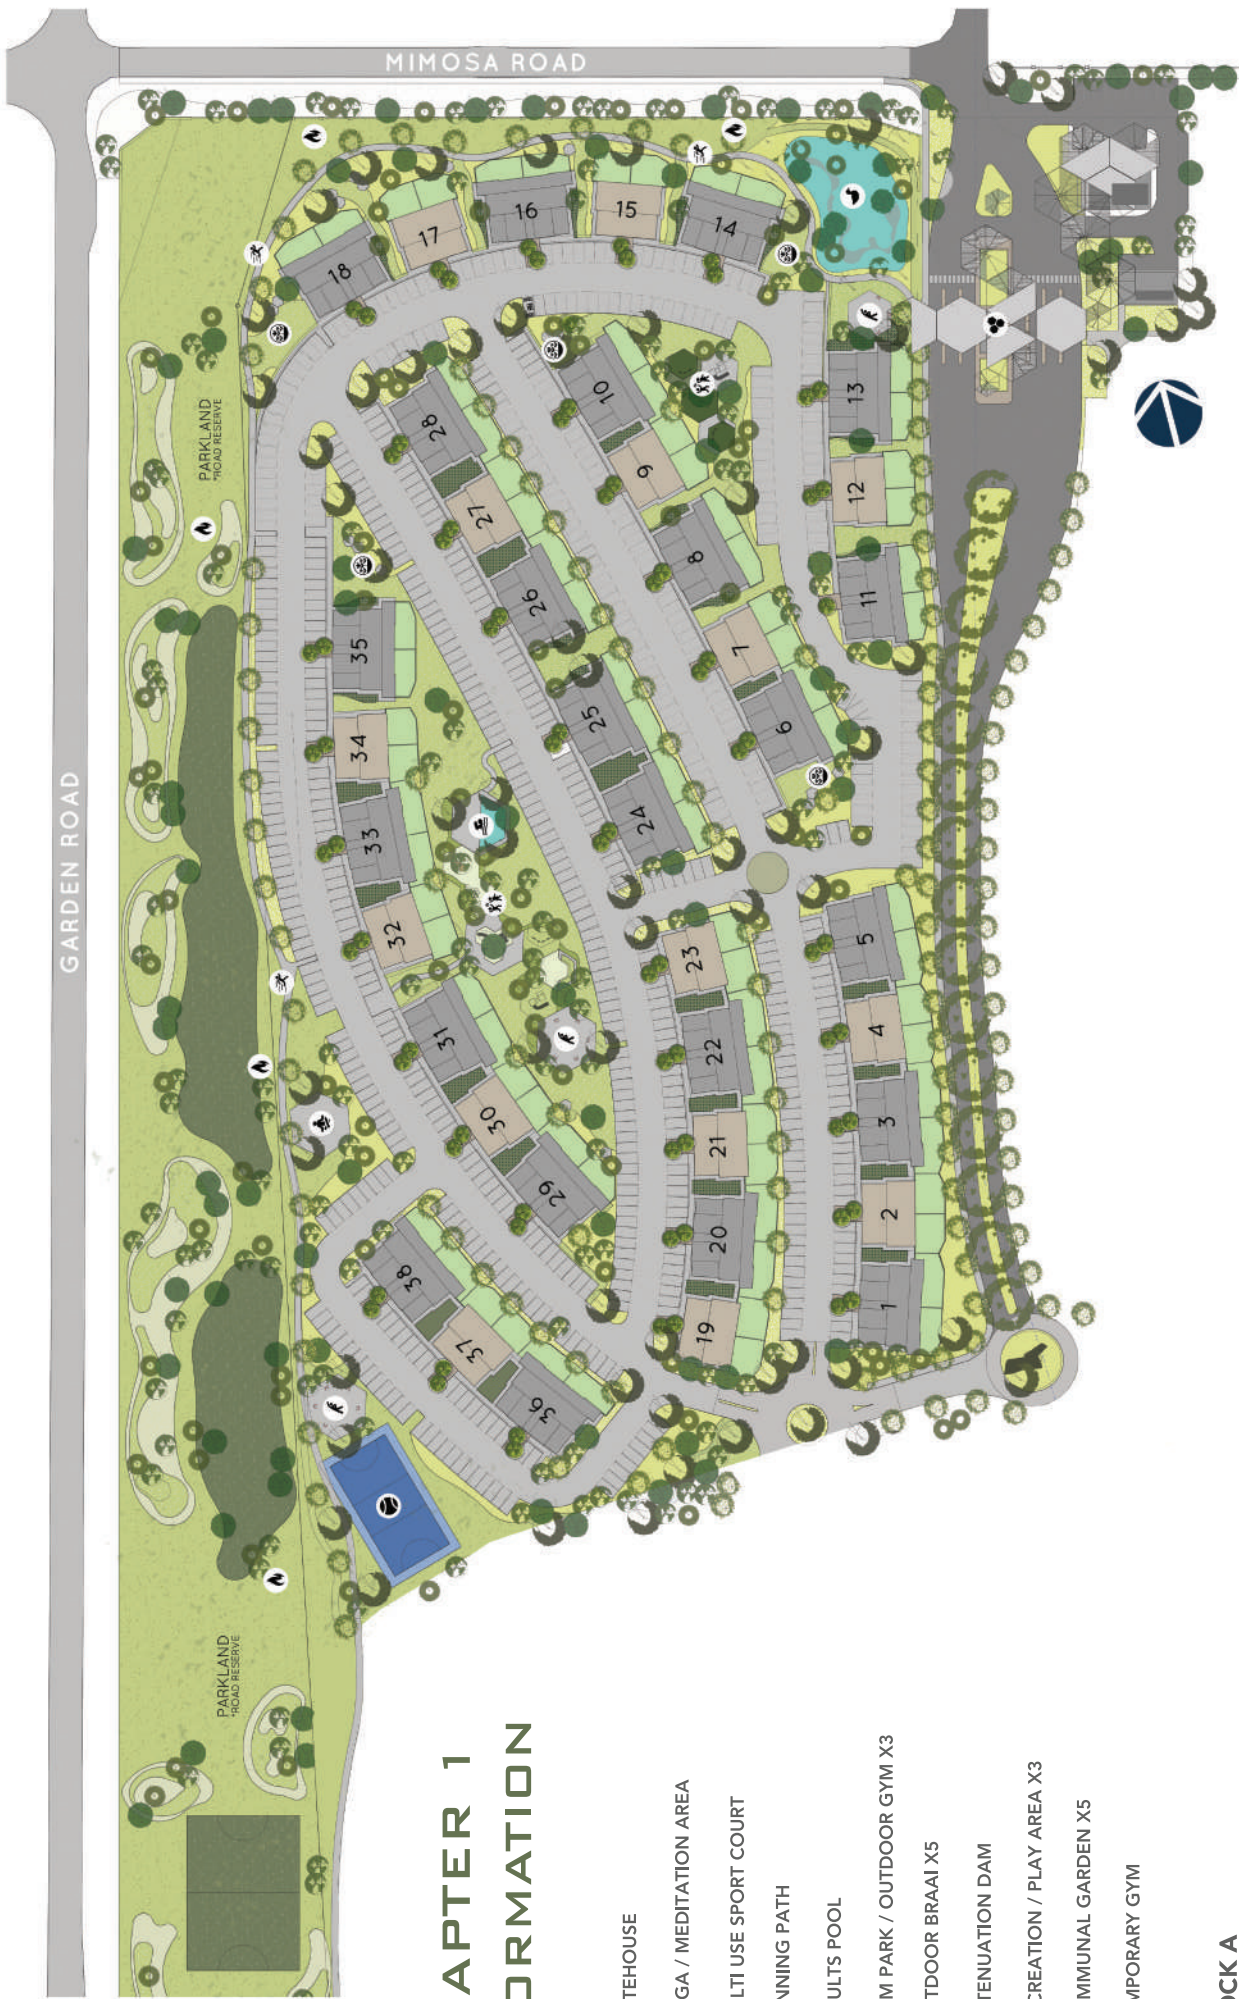 MIMOSA ROAD
GARDEN ROAD
PARKLAND
*ROAD RESERVE
PARKLAND
*ROAD RESERVE
18
17
16
15
14
13
12
11
10
9
8
7
6
28
27
26
25
24
35
34
33
32
31
30
29
23
22
21
20
19
5
4
3
2
1
38
37
36
APTER 1
ORMATION
TEHOUSE
GA / MEDITATION AREA
LTI USE SPORT COURT
NNING PATH
ULTS POOL
M PARK / OUTDOOR GYM X3
TDOOR BRAAI X5
TENUATION DAM
CREATION / PLAY AREA X3
MMUNAL GARDEN X5
MPORARY GYM
OCK A